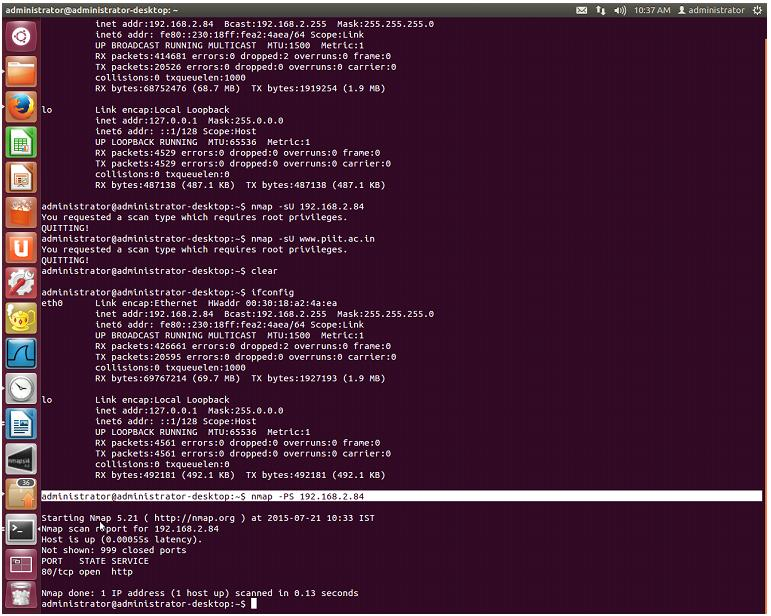 administrator@administrator-desktop: ~
10:37 AM administrator
inet addr:192.168.2.84 Bcast:192.168.2.255 Mask:255.255.255.0
inet6 addr: fe80::230:18ff:fea2:4aea/64 Scope:Link
UP BROADCAST RUNNING MULTICAST MTU:1500 Metric:1
RX packets:414681 errors:0 dropped:2 overruns:0 frame:0
TX packets:20526 errors:0 dropped:0 overruns:0 carrier:0
collisions:0 txqueuelen:1000
RX bytes:68752476 (68.7 MB) TX bytes:1919254 (1.9 MB)
lo Link encap:Local Loopback
inet addr:127.0.0.1 Mask:255.0.0.0
inet6 addr: ::1/128 Scope:Host
UP LOOPBACK RUNNING MTU:65536 Metric:1
RX packets:4529 errors:0 dropped:0 overruns:0 frame:0
TX packets:4529 errors:0 dropped:0 overruns:0 carrier:0
collisions:0 txqueuelen:0
RX bytes:487138 (487.1 KB) TX bytes:487138 (487.1 KB)
administrator@administrator-desktop:~$ nmap -sU 192.168.2.84
You requested a scan type which requires root privileges.
QUITTING!
administrator@administrator-desktop:~$ nmap -sU www.piit.ac.in
You requested a scan type which requires root privileges.
QUITTING!
administrator@administrator-desktop:~$ clear
administrator@administrator-desktop:~$ ifconfig
eth0 Link encap:Ethernet HWaddr 00:30:18:a2:4a:ea
inet addr:192.168.2.84 Bcast:192.168.2.255 Mask:255.255.255.0
inet6 addr: fe80::230:18ff:fea2:4aea/64 Scope:Link
UP BROADCAST RUNNING MULTICAST MTU:1500 Metric:1
RX packets:426661 errors:0 dropped:2 overruns:0 frame:0
TX packets:20595 errors:0 dropped:0 overruns:0 carrier:0
collisions:0 txqueuelen:1000
RX bytes:69767214 (69.7 MB) TX bytes:1927193 (1.9 MB)
lo Link encap:Local Loopback
inet addr:127.0.0.1 Mask:255.0.0.0
inet6 addr: ::1/128 Scope:Host
UP LOOPBACK RUNNING MTU:65536 Metric:1
RX packets:4561 errors:0 dropped:0 overruns:0 frame:0
TX packets:4561 errors:0 dropped:0 overruns:0 carrier:0
collisions:0 txqueuelen:0
RX bytes:492181 (492.1 KB) TX bytes:492181 (492.1 KB)
36
administrator@administrator-desktop:~$ nmap -PS 192.168.2.84
Starting Nmap 5.21 ( http://nmap.org ) at 2015-07-21 10:33 IST
Nmap scan report for 192.168.2.84
Host is up (0.00055s latency).
Not shown: 999 closed ports
PORT STATE SERVICE
80/tcp open http
Nmap done: 1 IP address (1 host up) scanned in 0.13 seconds
administrator@administrator-desktop:~$